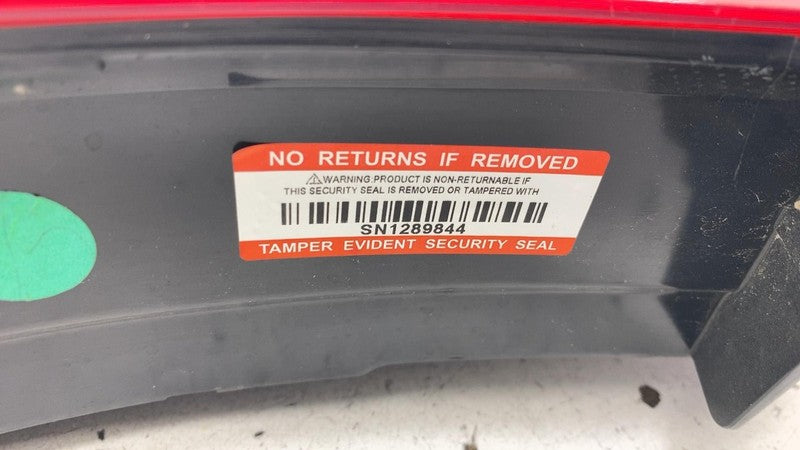 NO RETURNS IF REMOVED
⚠WARNING:PRODUCT IS NON-RETURNABLE IF
THIS SECURITY SEAL IS REMOVED OR TAMPERED WITH
SN1289844
TAMPER EVIDENT SECURITY SEAL